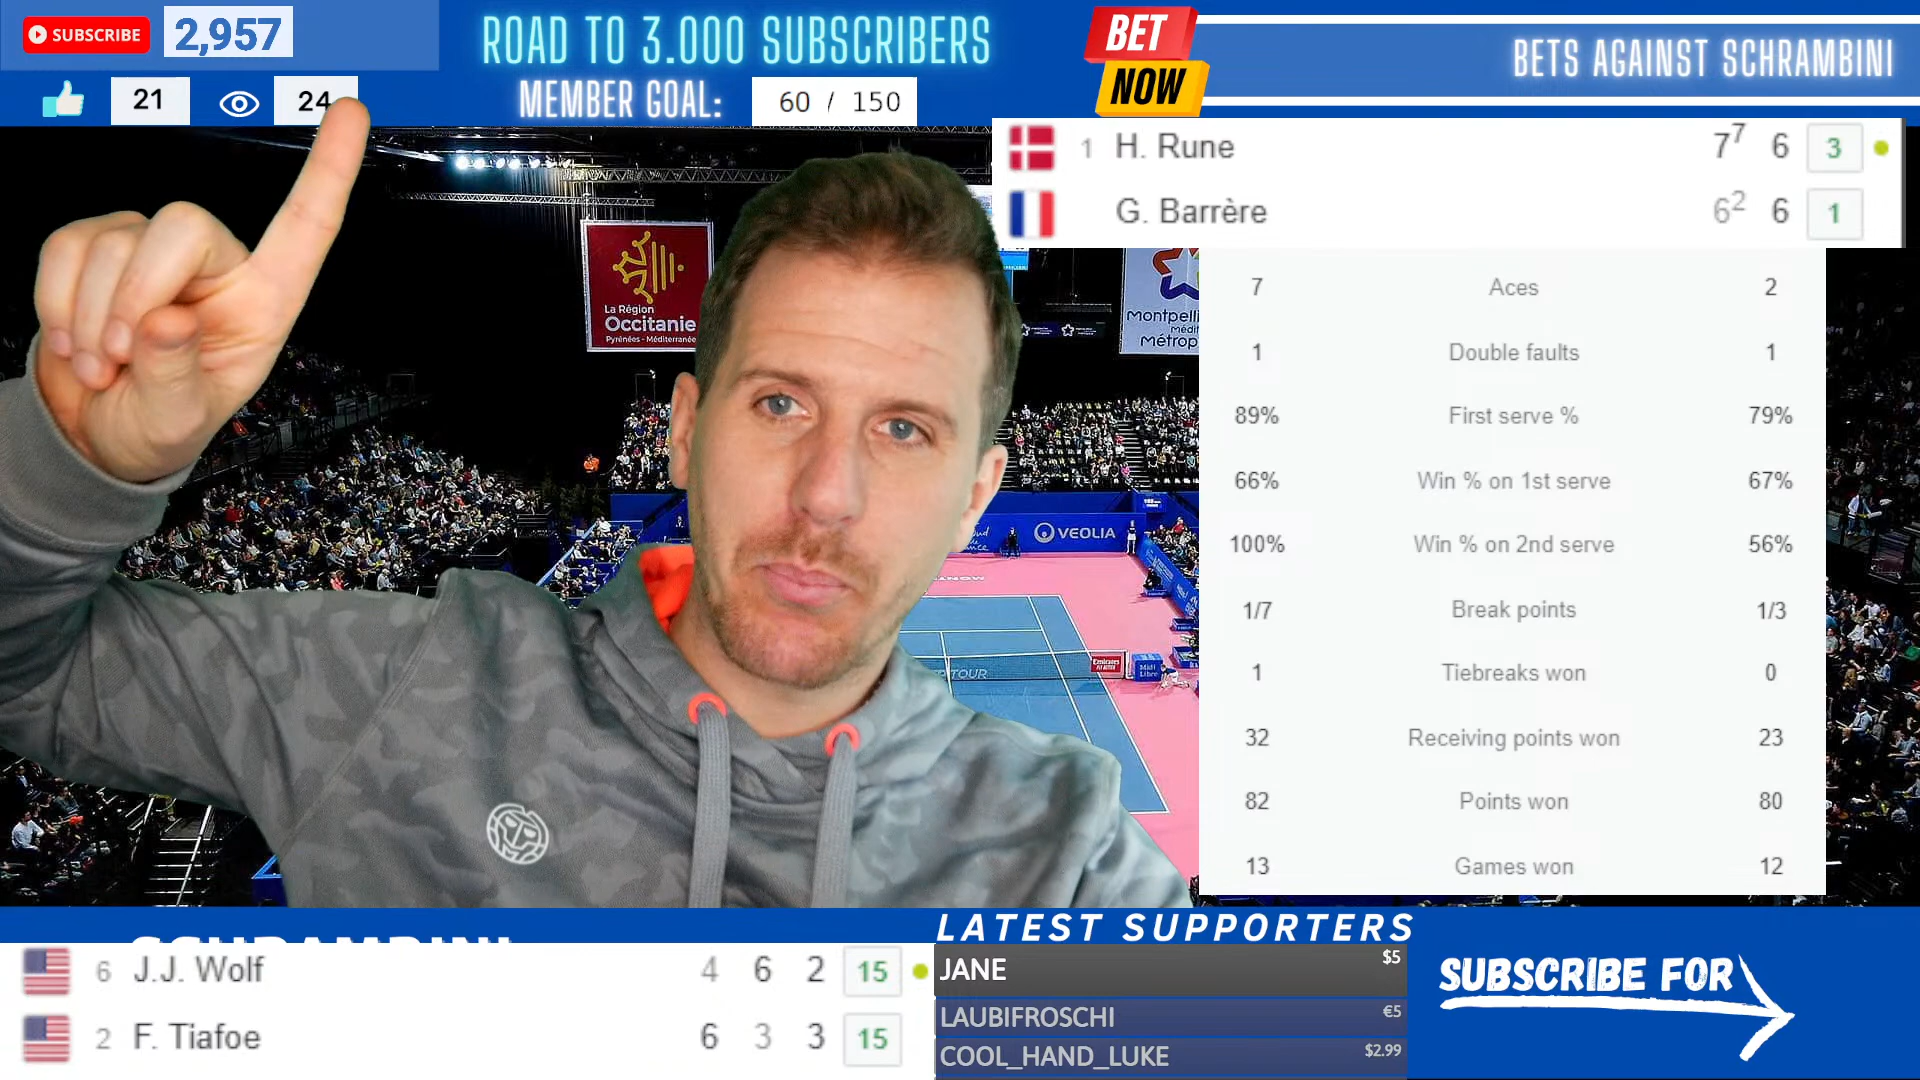 SUBSCRIBE 2,957
ROAD TO 3.000 SUBSCRIBERS
BET NOW
BETS AGAINST SCHRAMBINI
21 24
MEMBER GOAL: 60 / 150
1 H. Rune 7⁷ 6 3
G. Barrère 6² 6 1
La Région
Occitanie
Pyrénées - Méditerranée
7 Aces 2
1 Double faults 1
89% First serve % 79%
66% Win % on 1st serve 67%
100% Win % on 2nd serve 56%
1/7 Break points 1/3
1 Tiebreaks won 0
32 Receiving points won 23
82 Points won 80
13 Games won 12
VEOLIA
Emirates
Midi
Libre
TOUR
SCHRAMBINI
6 J.J. Wolf 4 6 2 15
2 F. Tiafoe 6 3 3 15
LATEST SUPPORTERS
JANE $5
LAUBIFROSCHI €5
COOL_HAND_LUKE $2.99
SUBSCRIBE FOR